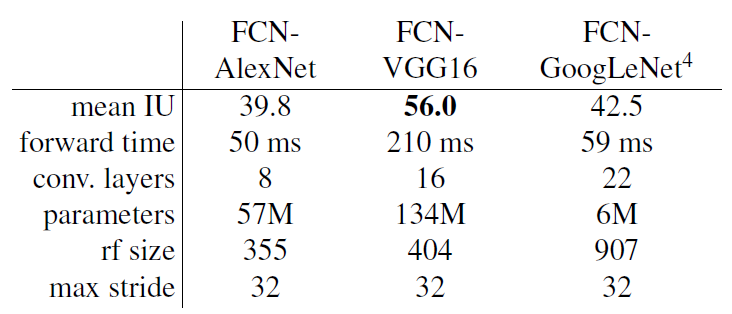 FCN- FCN- FCN-
AlexNet VGG16 GoogLeNet⁴
mean IU 39.8 56.0 42.5
forward time 50 ms 210 ms 59 ms
conv. layers 8 16 22
parameters 57M 134M 6M
rf size 355 404 907
max stride 32 32 32